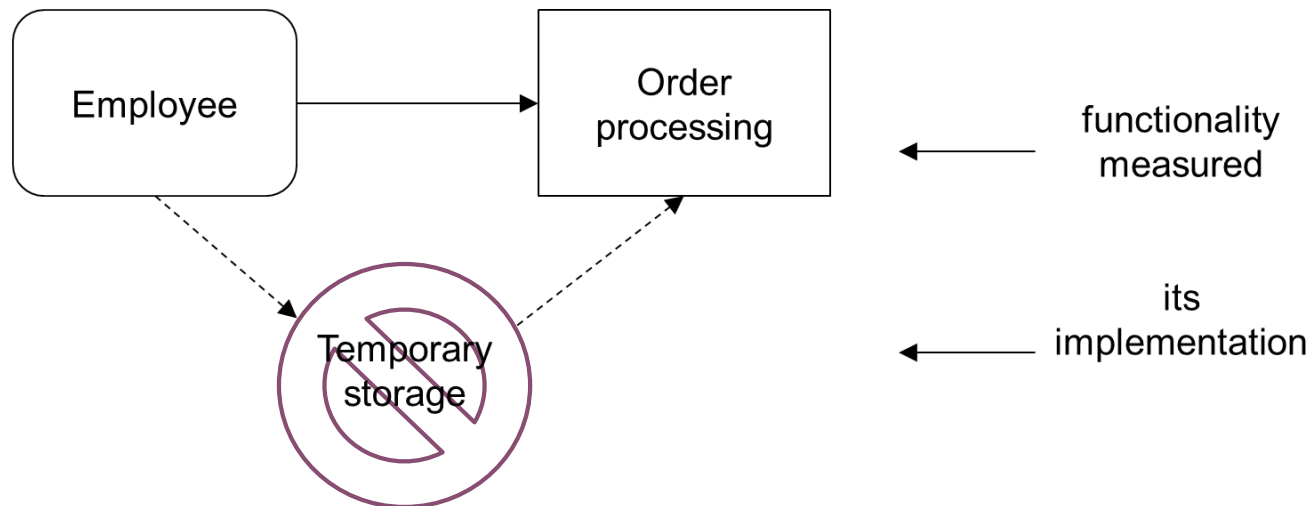 Employee
Order
processing
functionality
measured
Temporary
storage
its
implementation